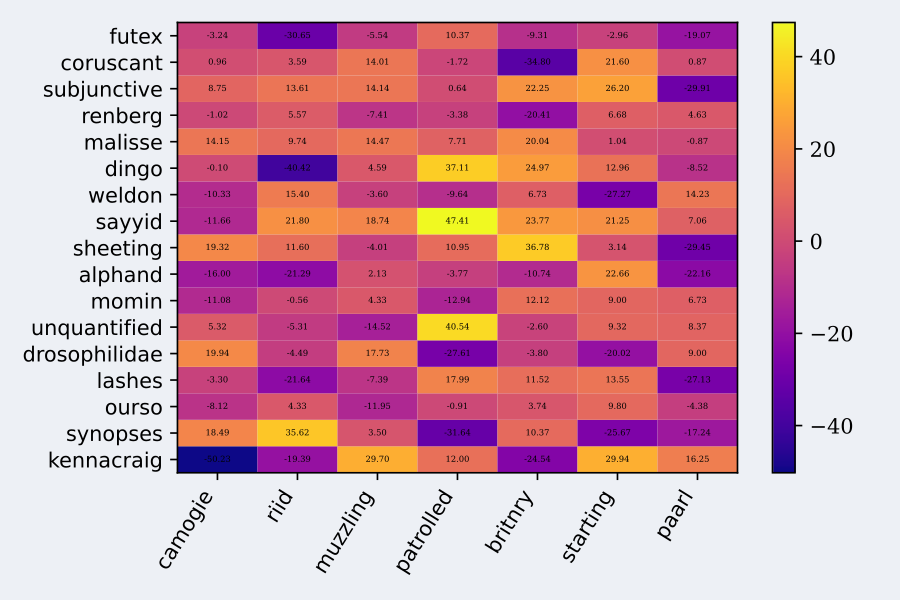 futex -3.24 -30.65 -5.54 10.37 -9.31 -2.96 -19.07
coruscant 0.96 3.59 14.01 -1.72 -34.80 21.60 0.87
subjunctive 8.75 13.61 14.14 0.64 22.25 26.20 -29.91
renberg -1.02 5.57 -7.41 -3.38 -20.41 6.68 4.63
malisse 14.15 9.74 14.47 7.71 20.04 1.04 -0.87
dingo -0.10 -40.42 4.59 37.11 24.97 12.96 -8.52
weldon -10.33 15.40 -3.60 -9.64 6.73 -27.27 14.23
sayyid -11.66 21.80 18.74 47.41 23.77 21.25 7.06
sheeting 19.32 11.60 -4.01 10.95 36.78 3.14 -29.45
alphand -16.00 -21.29 2.13 -3.77 -10.74 22.66 -22.16
momin -11.08 -0.56 4.33 -12.94 12.12 9.00 6.73
unquantified 5.32 -5.31 -14.52 40.54 -2.60 9.32 8.37
drosophilidae 19.94 -4.49 17.73 -27.61 -3.80 -20.02 9.00
lashes -3.30 -21.64 -7.39 17.99 11.52 13.55 -27.13
ourso -8.12 4.33 -11.95 -0.91 3.74 9.80 -4.38
synopses 18.49 35.62 3.50 -31.64 10.37 -25.67 -17.24
kennacraig -19.39 29.70 12.00 -24.54 29.94 16.25
camogie riid muzzling patrolled britnry starting paarl
40
20
0
−20
−40